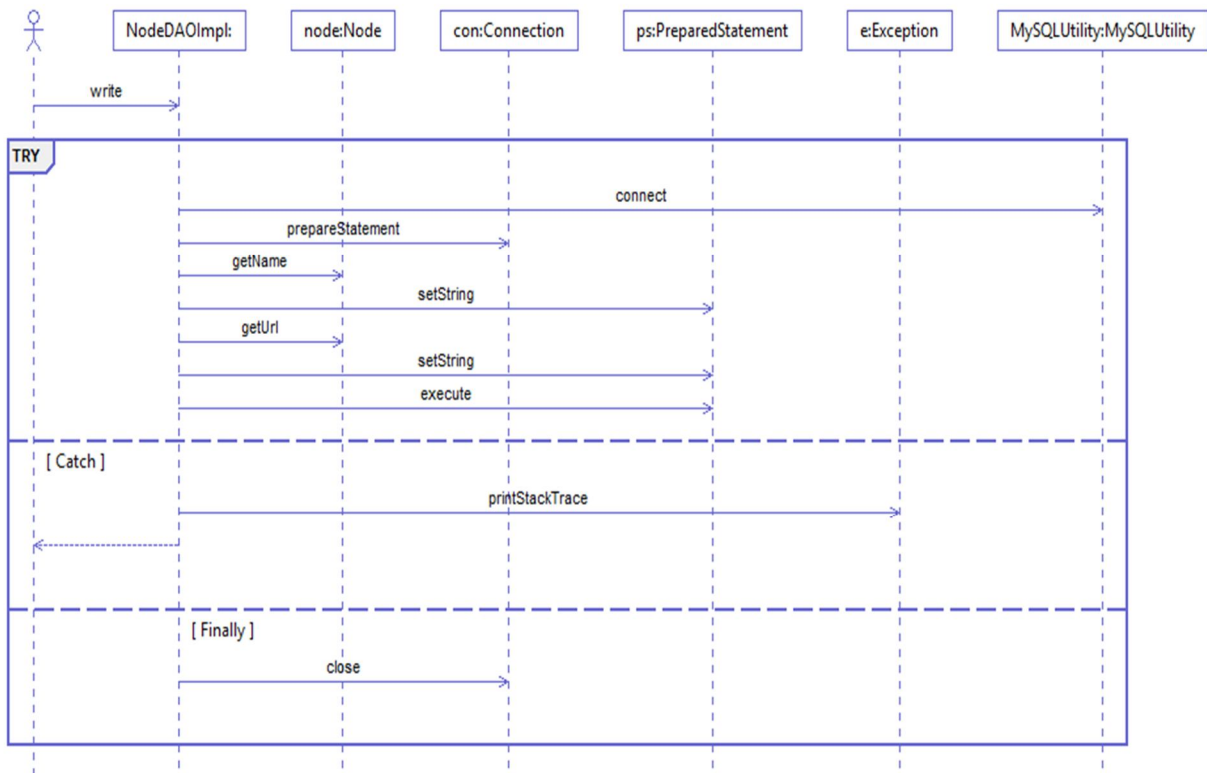 NodeDAOImpl:
node:Node
con:Connection
ps:PreparedStatement
e:Exception
MySQLUtility:MySQLUtility
write
TRY
connect
prepareStatement
getName
setString
getUrl
setString
execute
[ Catch ]
printStackTrace
[ Finally ]
close